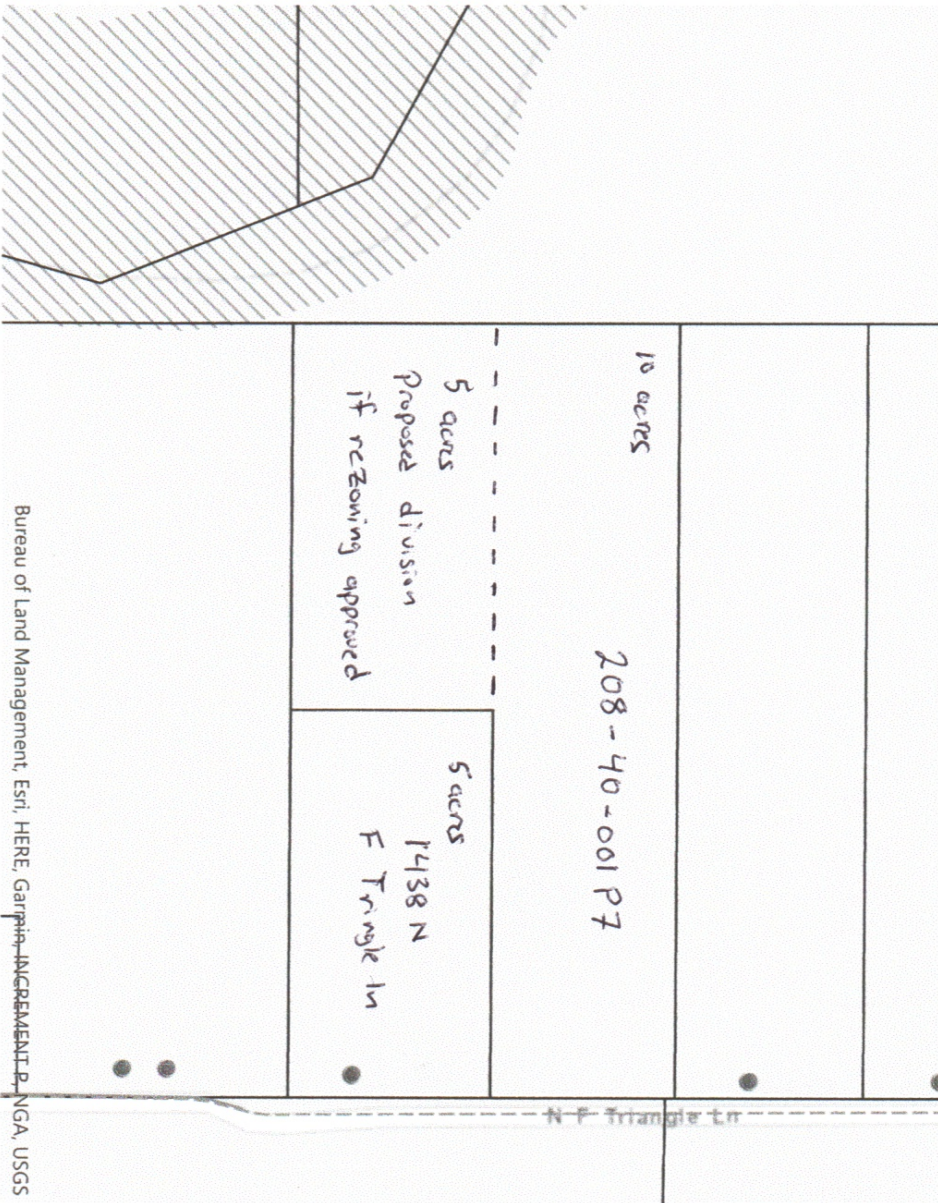 10 acres
208-40-001P7
5 acres
Proposed division
if rezoning approved
5 acres
1438 N
F Tringle ln
N F Triangle Ln
Bureau of Land Management, Esri, HERE, Garmin, INCREMENT P, NGA, USGS